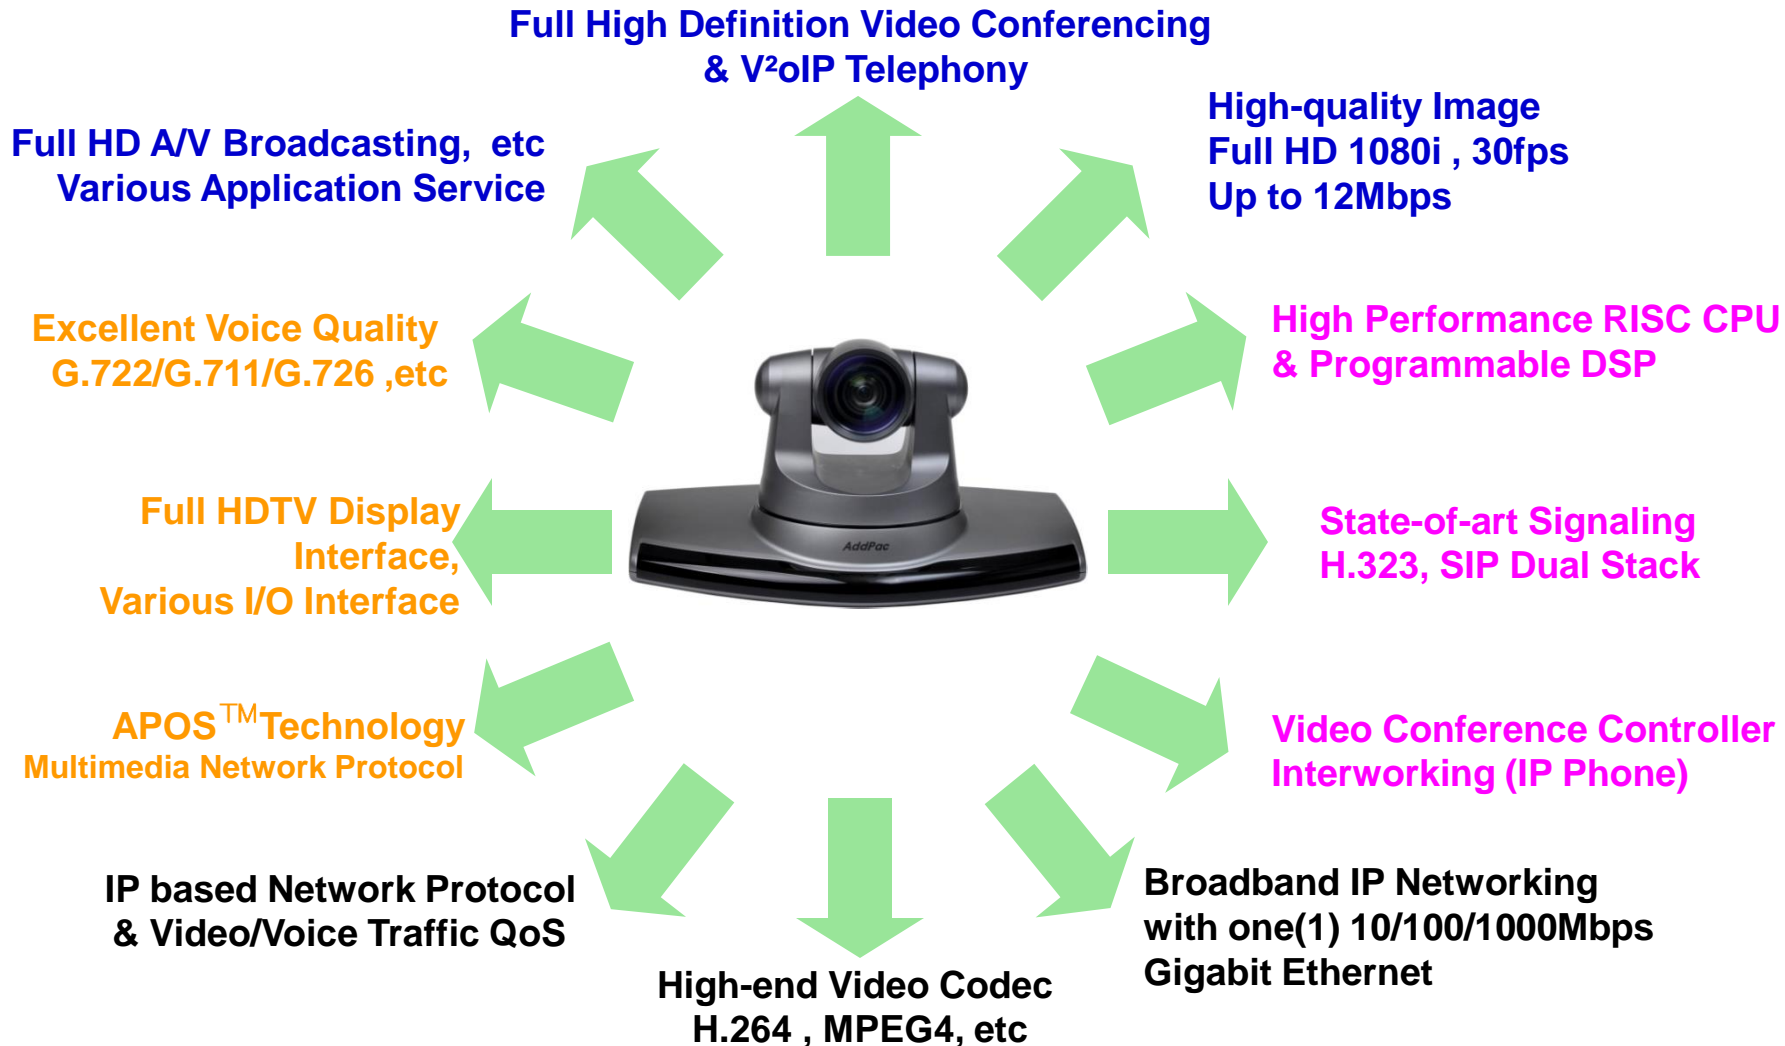 Full High Definition Video Conferencing
& V²oIP Telephony
Full HD A/V Broadcasting, etc
Various Application Service
High-quality Image
Full HD 1080i , 30fps
Up to 12Mbps
Excellent Voice Quality
G.722/G.711/G.726 ,etc
High Performance RISC CPU
& Programmable DSP
Full HDTV Display
Interface,
Various I/O Interface
AddPac
State-of-art Signaling
H.323, SIP Dual Stack
APOS™Technology
Multimedia Network Protocol
Video Conference Controller
Interworking (IP Phone)
IP based Network Protocol
& Video/Voice Traffic QoS
Broadband IP Networking
with one(1) 10/100/1000Mbps
Gigabit Ethernet
High-end Video Codec
H.264 , MPEG4, etc